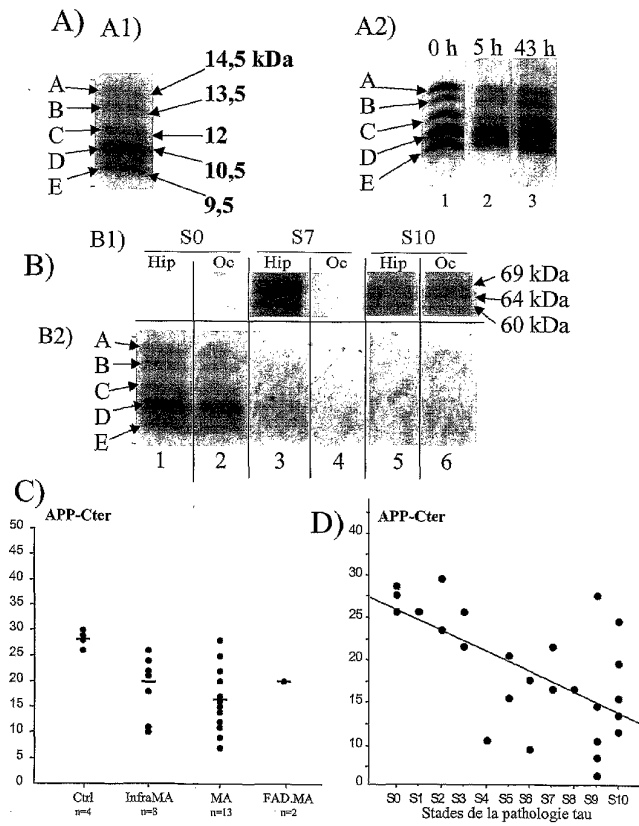 A) A1)
A2)
14,5 kDa
13,5
12
10,5
9,5
A
B
C
D
E
0 h 5 h 43 h
A
B
C
D
E
1 2 3
B1) S0 S7 S10
B)
Hip Oc Hip Oc Hip Oc
69 kDa
64 kDa
60 kDa
B2)
A
B
C
D
E
1 2 3 4 5 6
C)
APP-Cter
50
45
40
35
30
25
20
15
10
5
0
Ctrl InfraMA MA FAD.MA
n=4 n=8 n=13 n=2
D)
APP-Cter
40
35
30
25
20
15
10
5
0
S0 S1 S2 S3 S4 S5 S6 S7 S8 S9 S10
Stades de la pathologie tau